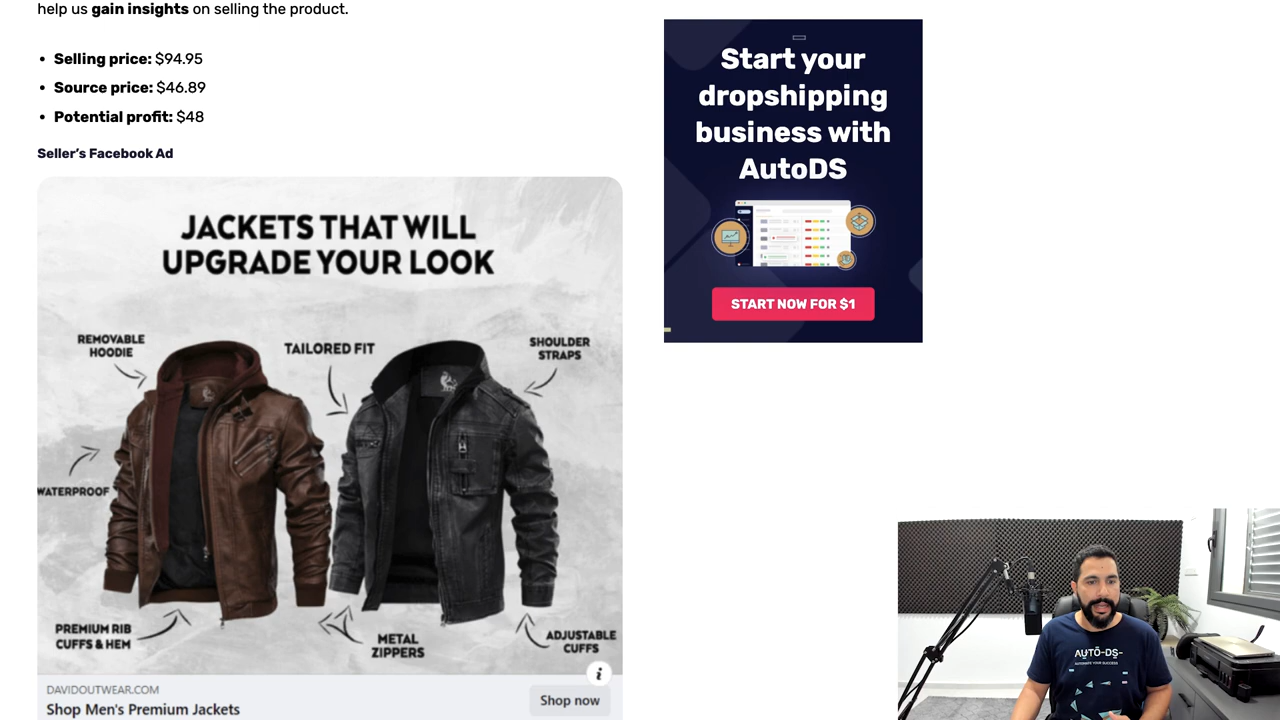 help us gain insights on selling the product.
• Selling price: $94.95
• Source price: $46.89
• Potential profit: $48
Seller's Facebook Ad
JACKETS THAT WILL
UPGRADE YOUR LOOK
REMOVABLE
HOODIE
TAILORED FIT
SHOULDER
STRAPS
WATERPROOF
PREMIUM RIB
CUFFS & HEM
METAL
ZIPPERS
ADJUSTABLE
CUFFS
DAVIDOUTWEAR.COM
Shop Men's Premium Jackets
Shop now
Start your
dropshipping
business with
AutoDS
START NOW FOR $1
AUTO-DS-
AUTOMATE YOUR SUCCESS